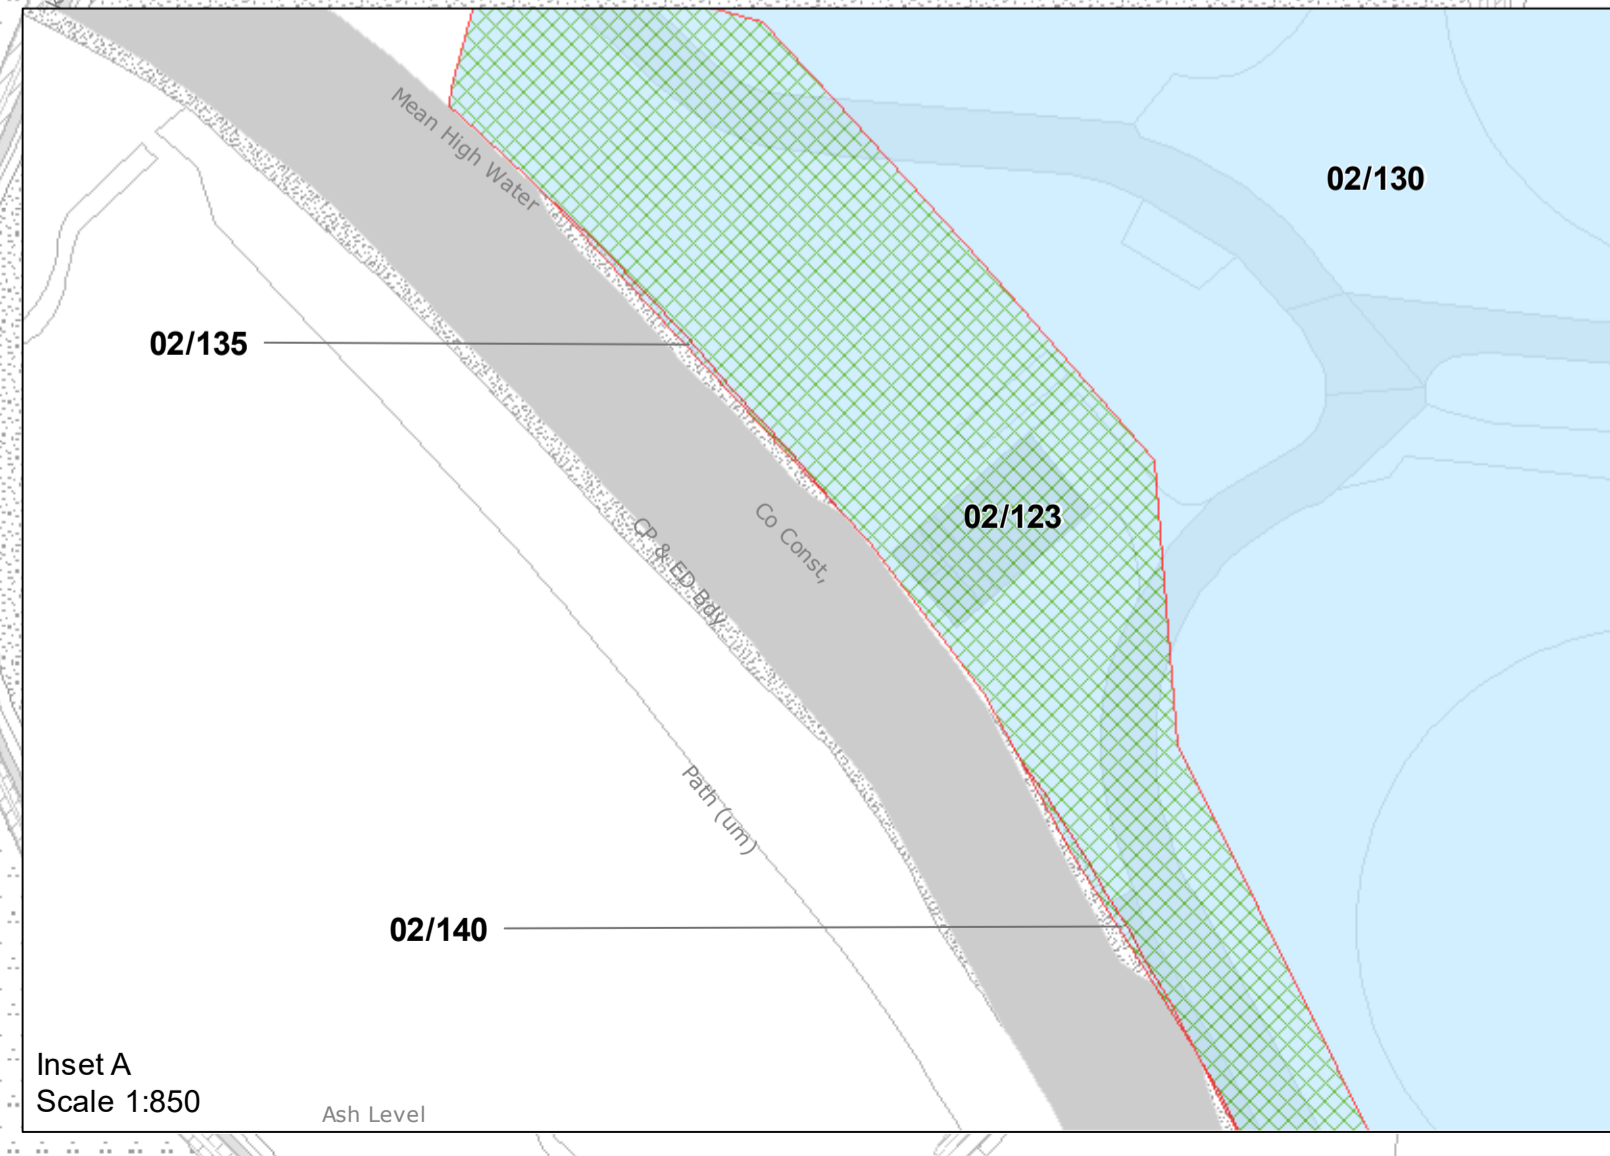 Mean High Water
02/130
02/135
02/123
Co Const,
CP & ED Bdy
Path (um)
02/140
Inset A
Scale 1:850
Ash Level